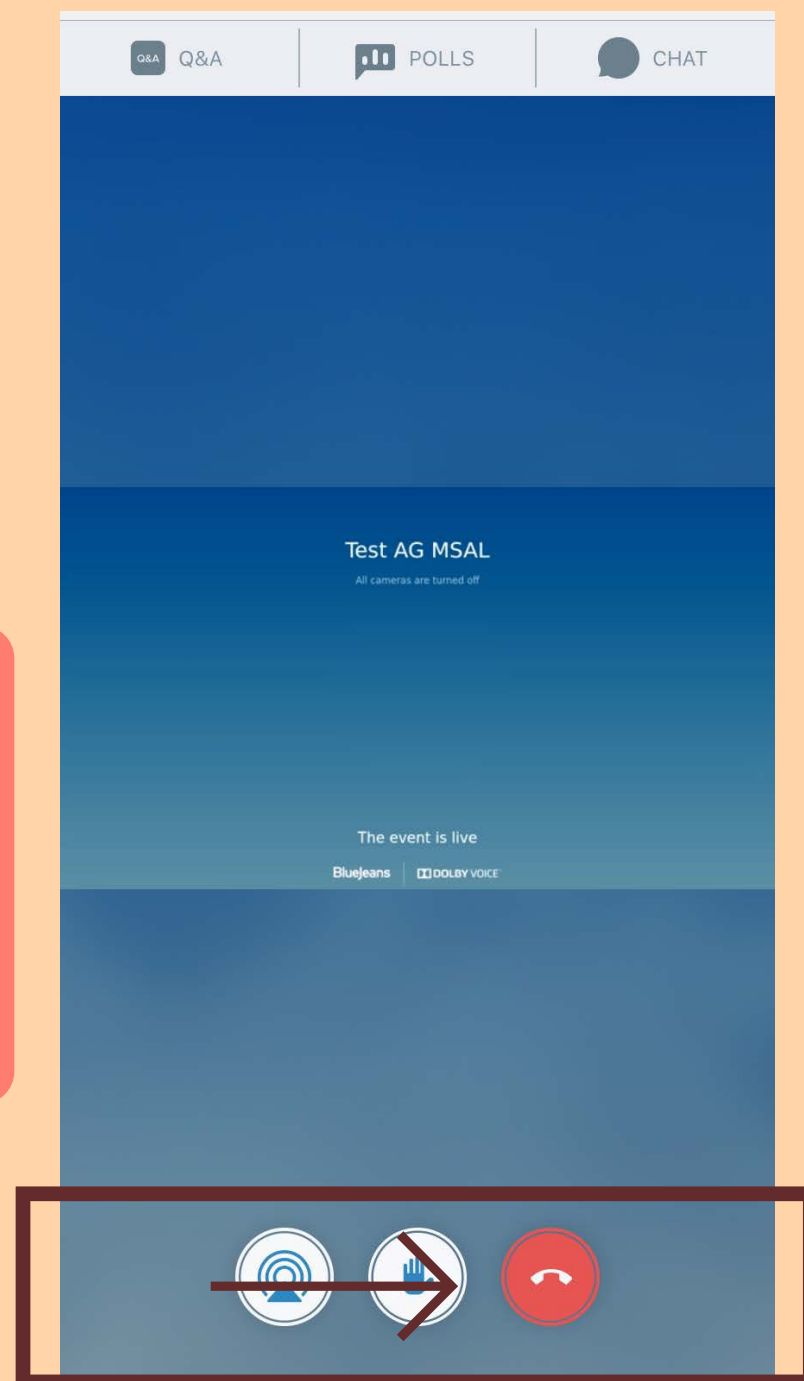 Q&A Q&A POLLS CHAT
Test AG MSAL
All cameras are turned off
The event is live
BlueJeans DOLBY VOICE